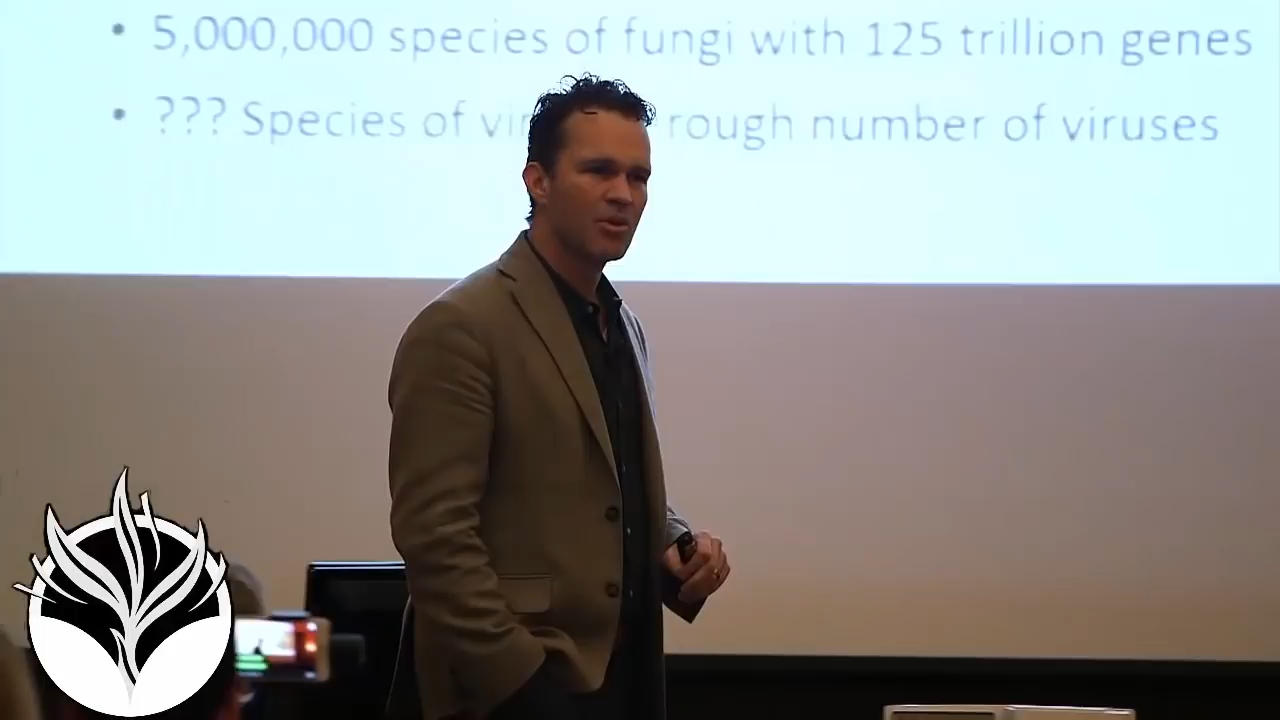 • 5,000,000 species of fungi with 125 trillion genes
• ??? Species of rough number of viruses